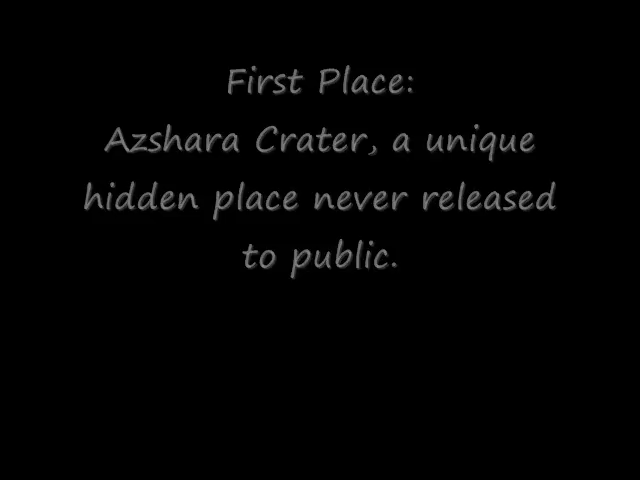 First Place:
Azshara Crater, a unique
hidden place never released
to public.